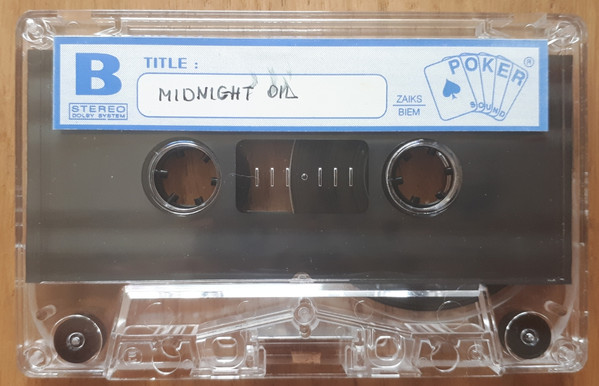 B
TITLE :
MIDNIGHT OIL
STEREO
DOLBY SYSTEM
ZAIKS
BIEM
POKER®
SOUND